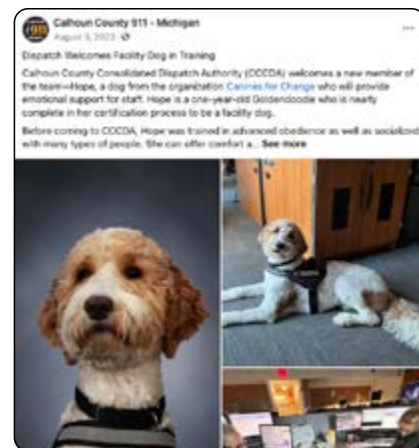 Calhoun County 911 - Michigan
August 3, 2023
Dispatch Welcomes Facility Dog in Training
Calhoun County Consolidated Dispatch Authority (CCCDA) welcomes a new member of
the team—Hope, a dog from the organization Canines for Change who will provide
emotional support for staff. Hope is a one-year-old Goldendoodle who is nearly
complete in her certification process to be a facility dog.
Before coming to CCCDA, Hope was trained in advanced obedience as well as socialized
with many types of people. She can offer comfort a... See more